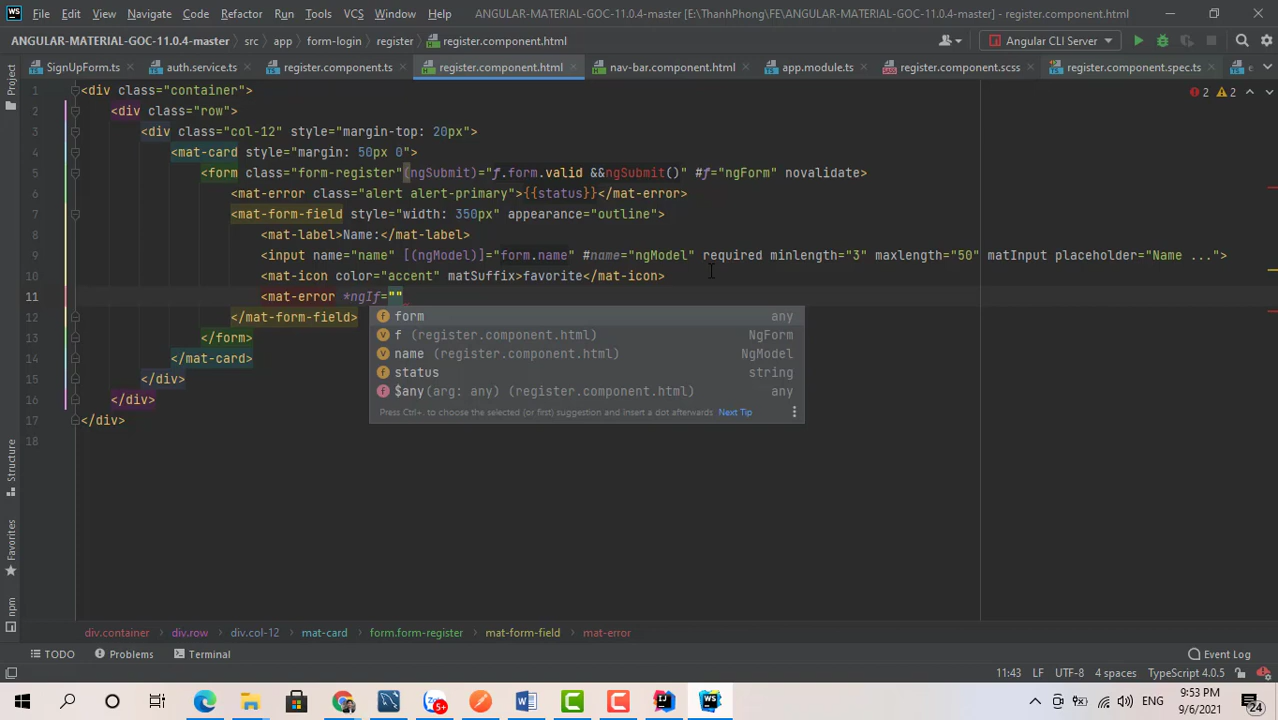 File Edit View Navigate Code Refactor Run Tools VCS Window Help ANGULAR-MATERIAL-GOC-11.0.4-master [E:\ThanhPhong\FE\ANGULAR-MATERIAL-GOC-11.0.4-master] - register.component.html
ANGULAR-MATERIAL-GOC-11.0.4-master src app form-login register register.component.html Angular CLI Server
SignUpForm.ts auth.service.ts register.component.ts register.component.html nav-bar.component.html app.module.ts register.component.scss register.component.spec.ts
Project
2 2
1 <div class="container">
2 <div class="row">
3 <div class="col-12" style="margin-top: 20px">
4 <mat-card style="margin: 50px 0">
5 <form class="form-register"(ngSubmit)="f.form.valid &&ngSubmit()" #f="ngForm" novalidate>
6 <mat-error class="alert alert-primary">{{status}}</mat-error>
7 <mat-form-field style="width: 350px" appearance="outline">
8 <mat-label>Name:</mat-label>
9 <input name="name" [(ngModel)]="form.name" #name="ngModel" required minlength="3" maxlength="50" matInput placeholder="Name ...">
10 <mat-icon color="accent" matSuffix>favorite</mat-icon>
11 <mat-error *ngIf=""
12 </mat-form-field>
13 </form>
14 </mat-card>
15 </div>
16 </div>
17 </div>
18
form any
f (register.component.html) NgForm
name (register.component.html) NgModel
status string
$any(arg: any) (register.component.html) any
Press Ctrl+. to choose the selected (or first) suggestion and insert a dot afterwards Next Tip
Structure
Favorites
npm
div.container div.row div.col-12 mat-card form.form-register mat-form-field mat-error
TODO Problems Terminal Event Log
11:43 LF UTF-8 4 spaces TypeScript 4.0.5
9:53 PM
ENG
9/6/2021
24